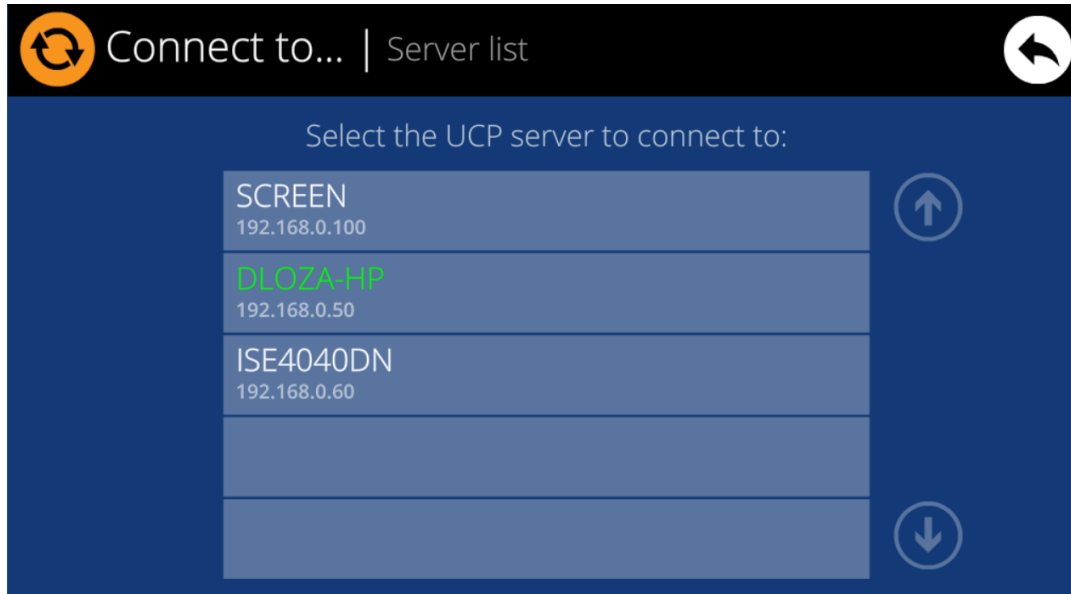 Connect to... | Server list
Select the UCP server to connect to:
SCREEN
192.168.0.100
DLOZA-HP
192.168.0.50
ISE4040DN
192.168.0.60